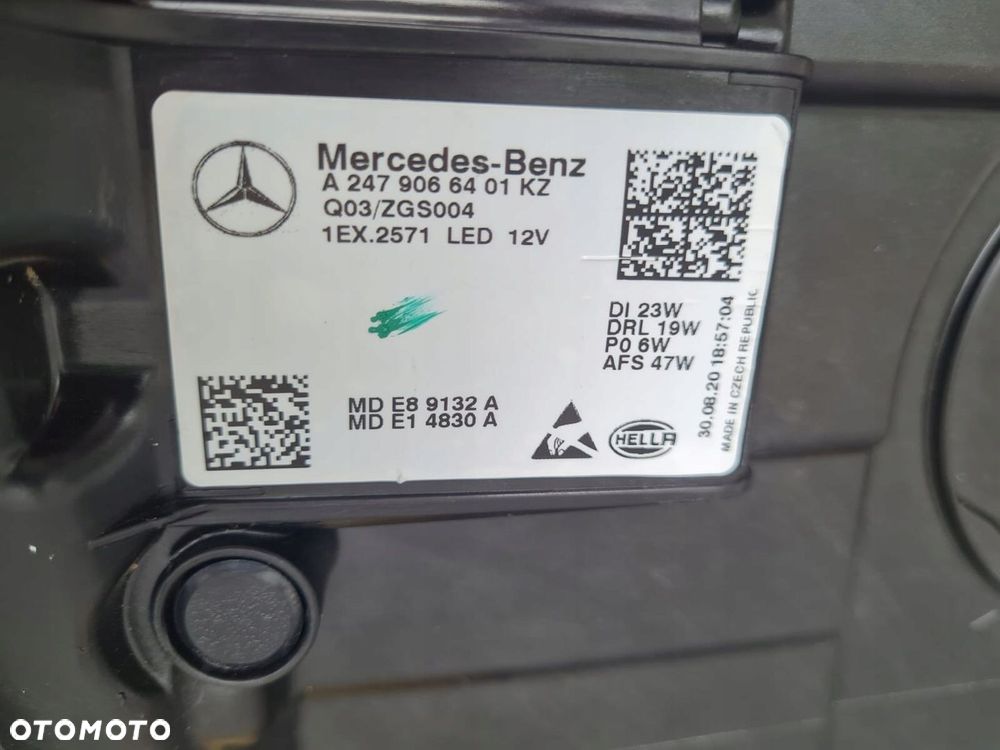 Mercedes-Benz
A 247 906 64 01 KZ
Q03/ZGS004
1EX.2571 LED 12V
DI 23W
DRL 19W
P0 6W
AFS 47W
30.08.20 18:57:04
MADE IN CZECH REPUBLIC
MD E8 9132 A
MD E1 4830 A
HELLA
OTOMOTO